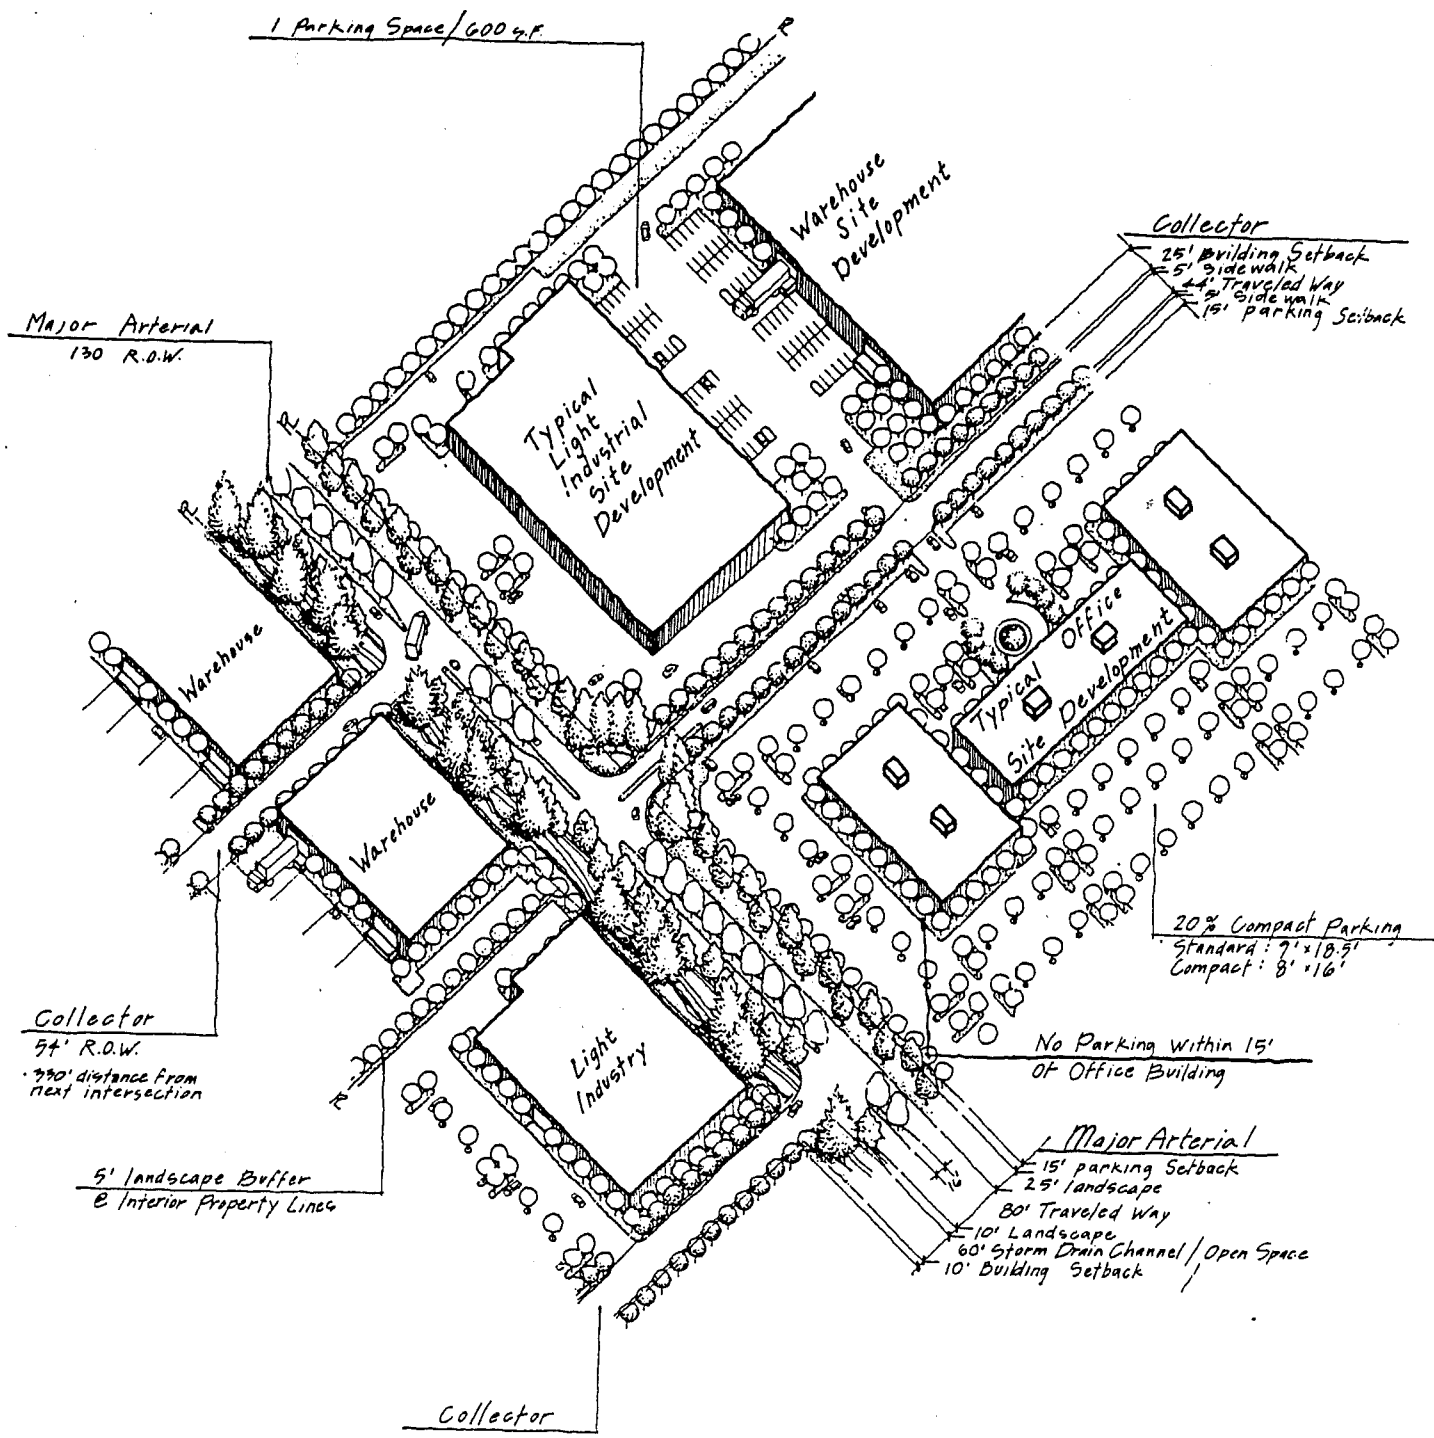 1 Parking Space/600 s.F.
Warehouse
Site
Development
Collector
25' Building Setback
5' Sidewalk
44' Traveled Way
5' Sidewalk
15' parking Setback
Major Arterial
130 R.O.W.
Typical
Light
Industrial
Site
Development
Warehouse
Typical Office
Site Development
Warehouse
130
20% Compact Parking
Standard: 9' x 18.5'
Compact: 8' x 16'
Collector
54' R.O.W.
• 330' distance from
next intersection
Light
Industry
No Parking Within 15'
Of Office Building
5' landscape Buffer
@ Interior Property Lines
Major Arterial
15' parking Setback
25' landscape
16'
80' Traveled Way
10' Landscape
60' Storm Drain Channel / Open Space
10' Building Setback
Collector